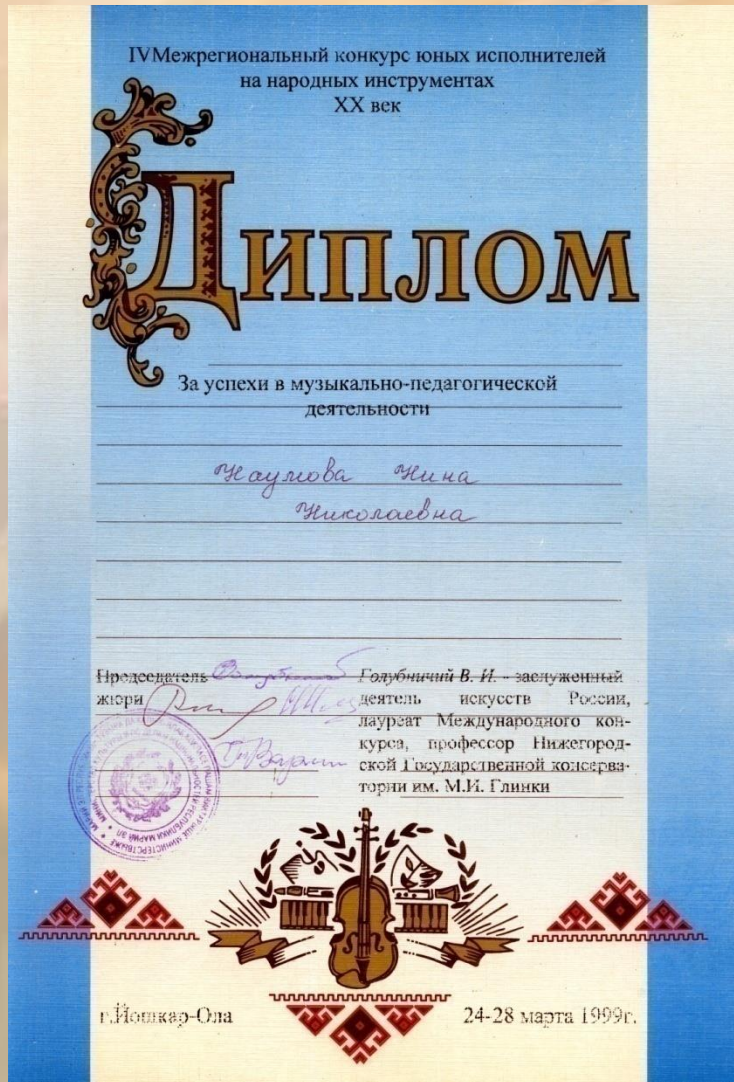 IVМежрегиональный конкурс юных исполнителей
на народных инструментах
XX век
Диплом
За успехи в музыкально-педагогической
деятельности
Наумова Нина
Николаевна
Председатель
жюри
Голубничий В. И. - заслуженный
деятель искусств России,
лауреат Международного кон-
курса, профессор Нижегород-
ской Государственной консерва-
тории им. М.И. Глинки
г.Йошкар-Ола
24-28 марта 1999г.